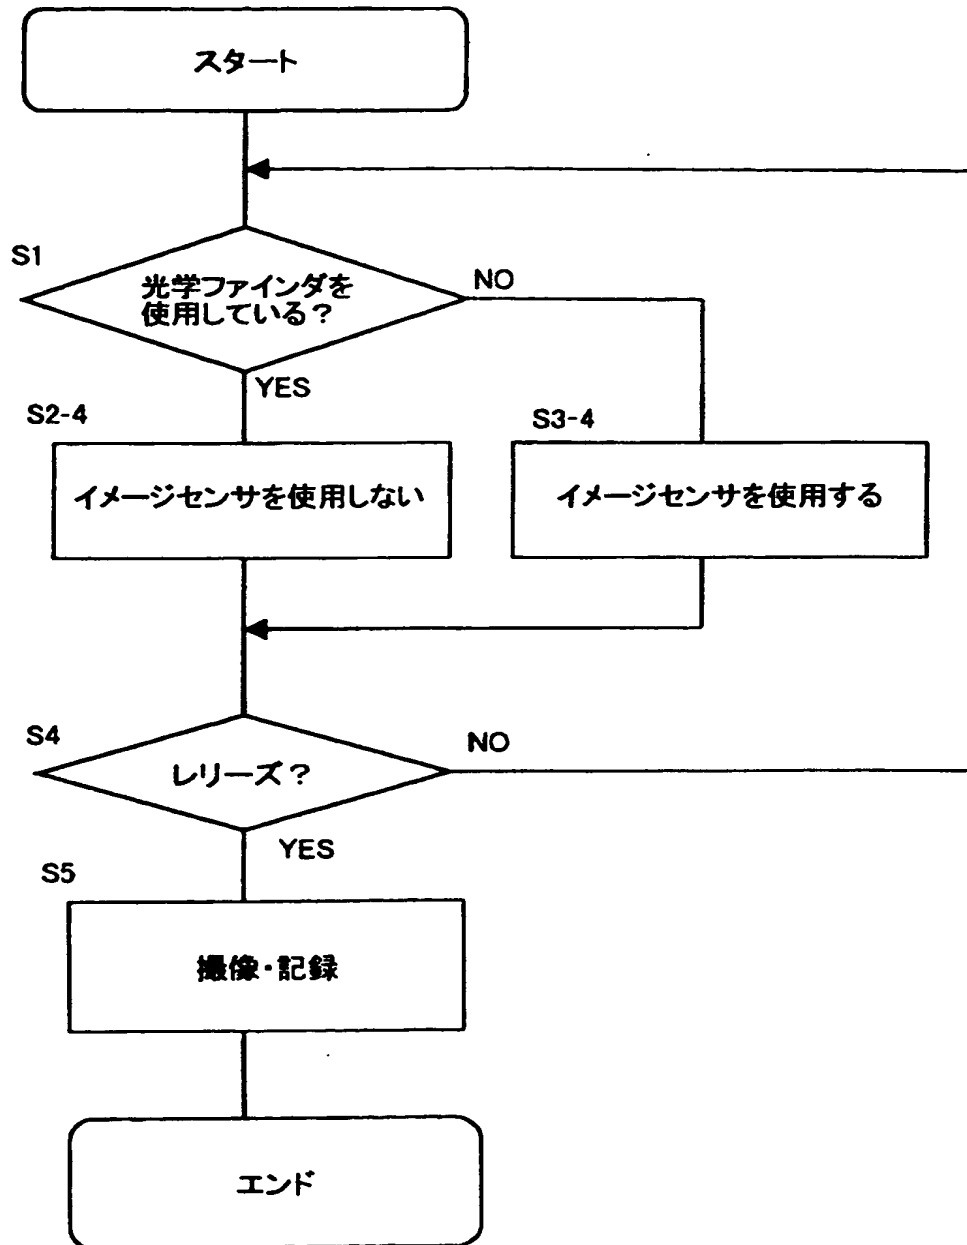 スタート
S1
光学ファインダを
使用している？
NO
YES
S2-4
イメージセンサを使用しない
S3-4
イメージセンサを使用する
S4
レリーズ？
NO
YES
S5
撮像・記録
エンド